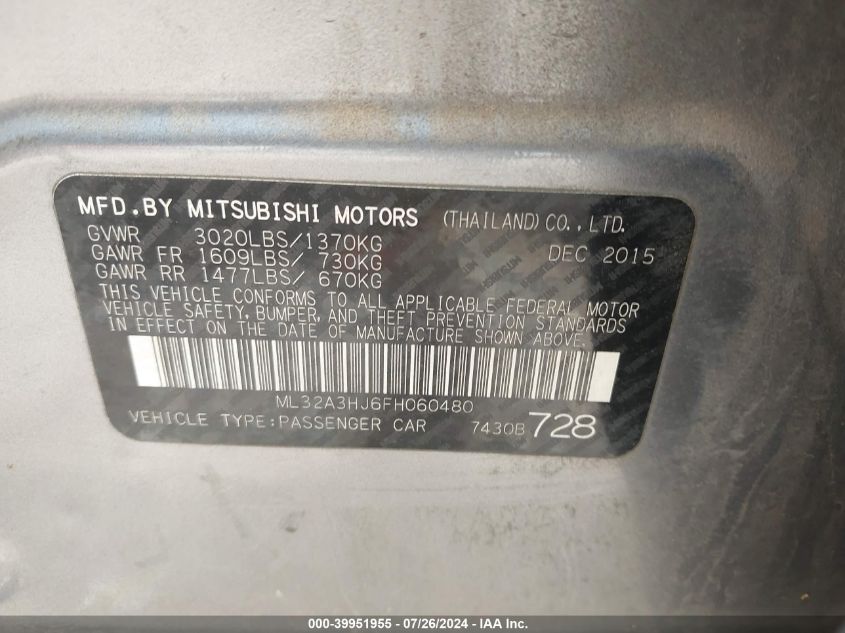 MFD.BY MITSUBISHI MOTORS (THAILAND) CO.,LTD.
GVWR 3020LBS/1370KG DEC 2015
GAWR FR 1609LBS/ 730KG
GAWR RR 1477LBS/ 670KG
THIS VEHICLE CONFORMS TO ALL APPLICABLE FEDERAL MOTOR
VEHICLE SAFETY, BUMPER, AND THEFT PREVENTION STANDARDS
IN EFFECT ON THE DATE OF MANUFACTURE SHOWN ABOVE.
ML32A3HJ6FH060480
VEHICLE TYPE:PASSENGER CAR 7430B 728
000-39951955 - 07/26/2024 - IAA Inc.